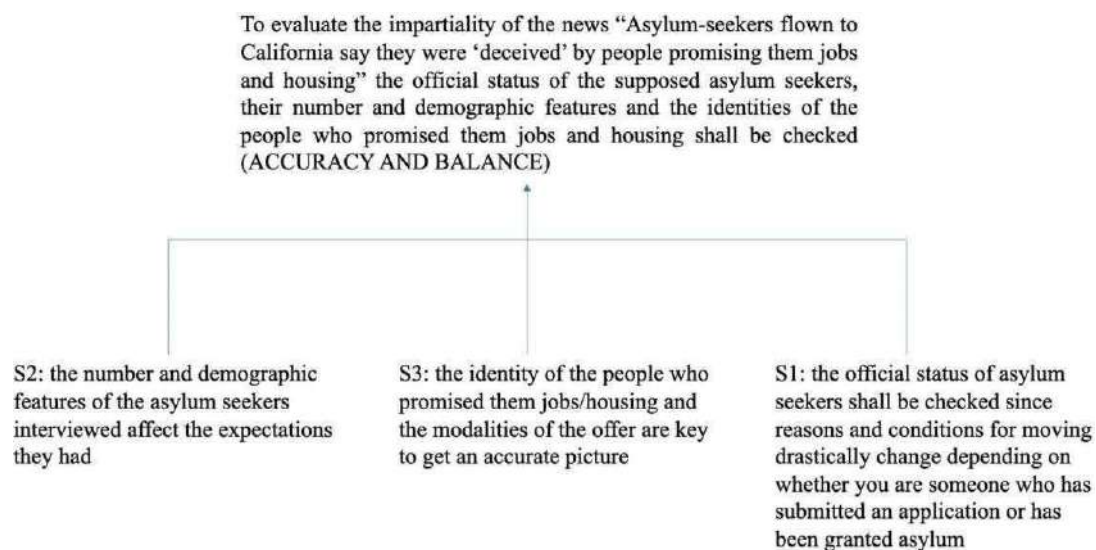 To evaluate the impartiality of the news “Asylum-seekers flown to
California say they were ‘deceived’ by people promising them jobs
and housing” the official status of the supposed asylum seekers,
their number and demographic features and the identities of the
people who promised them jobs and housing shall be checked
(ACCURACY AND BALANCE)
S2: the number and demographic
features of the asylum seekers
interviewed affect the expectations
they had
S3: the identity of the people who
promised them jobs/housing and
the modalities of the offer are key
to get an accurate picture
S1: the official status of asylum
seekers shall be checked since
reasons and conditions for moving
drastically change depending on
whether you are someone who has
submitted an application or has
been granted asylum